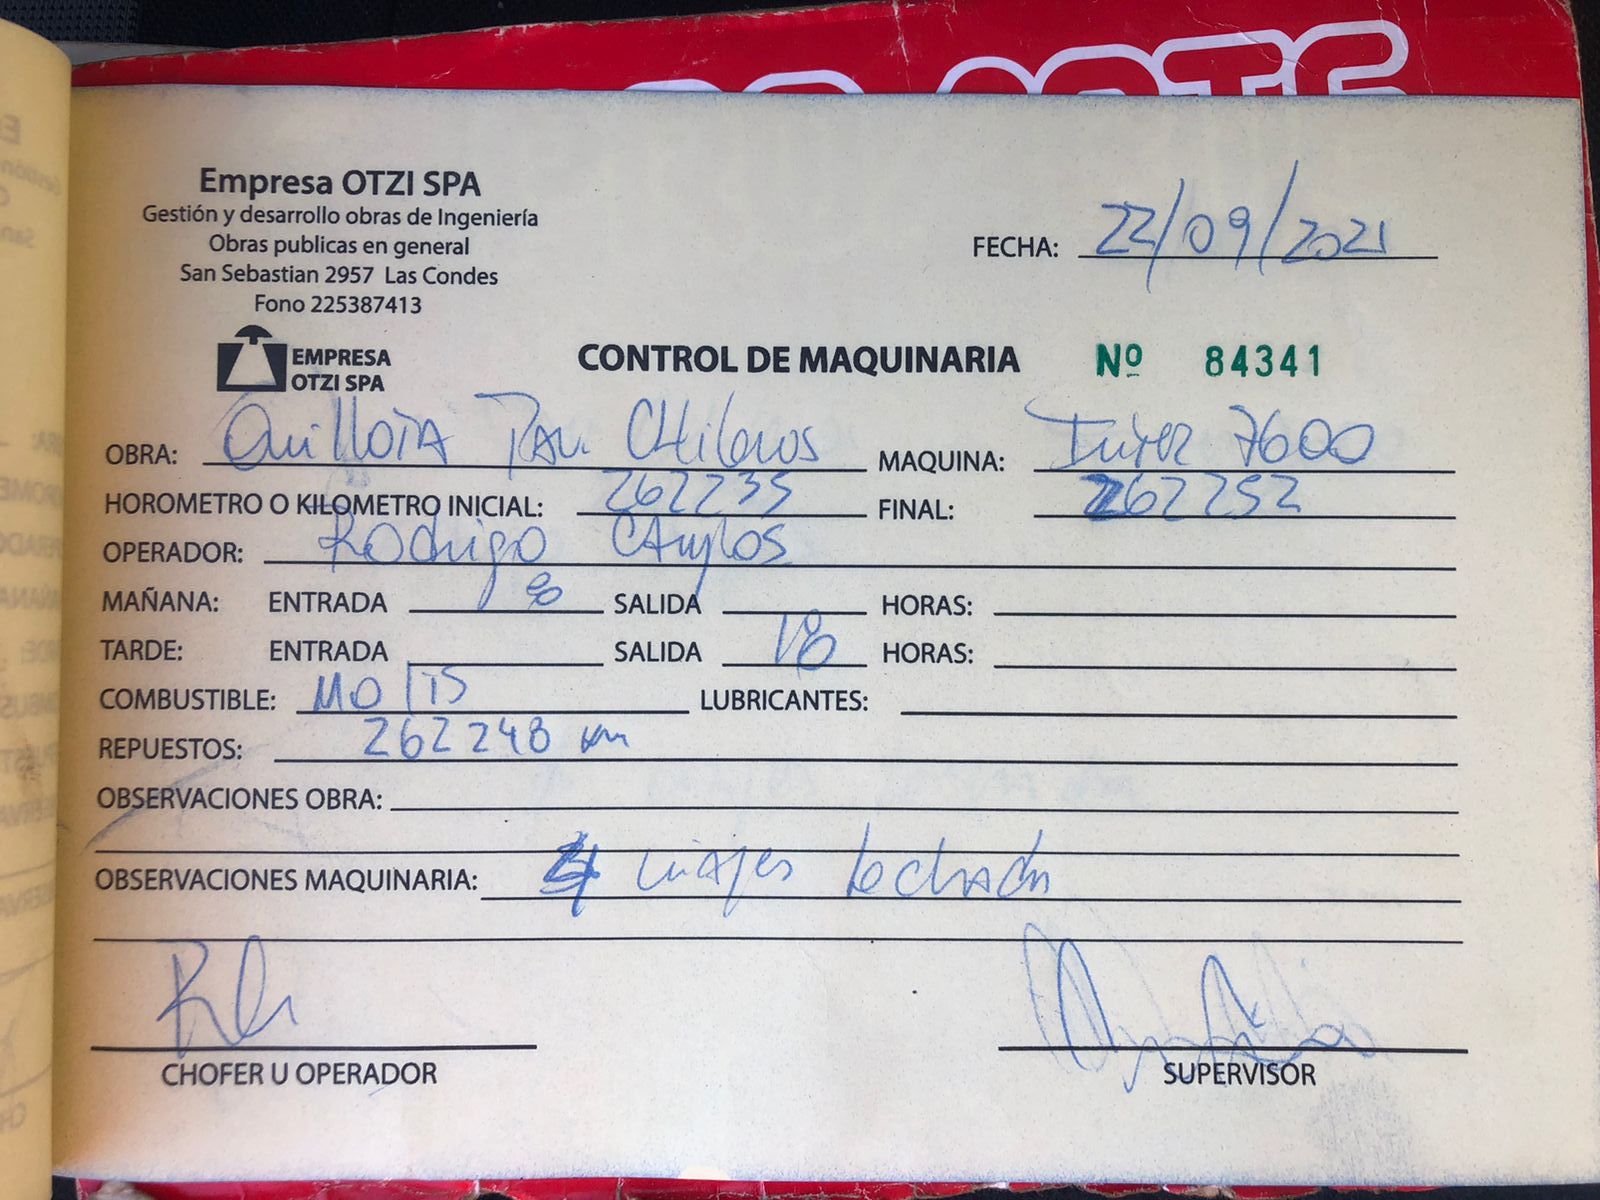 Empresa OTZI SPA
Gestión y desarrollo obras de Ingeniería
Obras publicas en general
San Sebastian 2957 Las Condes
Fono 225387413
FECHA: 22/09/2021
EMPRESA
OTZI SPA
CONTROL DE MAQUINARIA Nº 84341
OBRA: Quillota Pav. CHilenos MAQUINA: Inter 7600
HOROMETRO O KILOMETRO INICIAL: 262235 FINAL: 262252
OPERADOR: Rodrigo
MAÑANA: ENTRADA 8 SALIDA HORAS:
TARDE: ENTRADA SALIDA 18 HORAS:
COMBUSTIBLE: LUBRICANTES:
REPUESTOS: 262248 km
OBSERVACIONES OBRA:
OBSERVACIONES MAQUINARIA: 4 viajes lechada
CHOFER U OPERADOR
SUPERVISOR